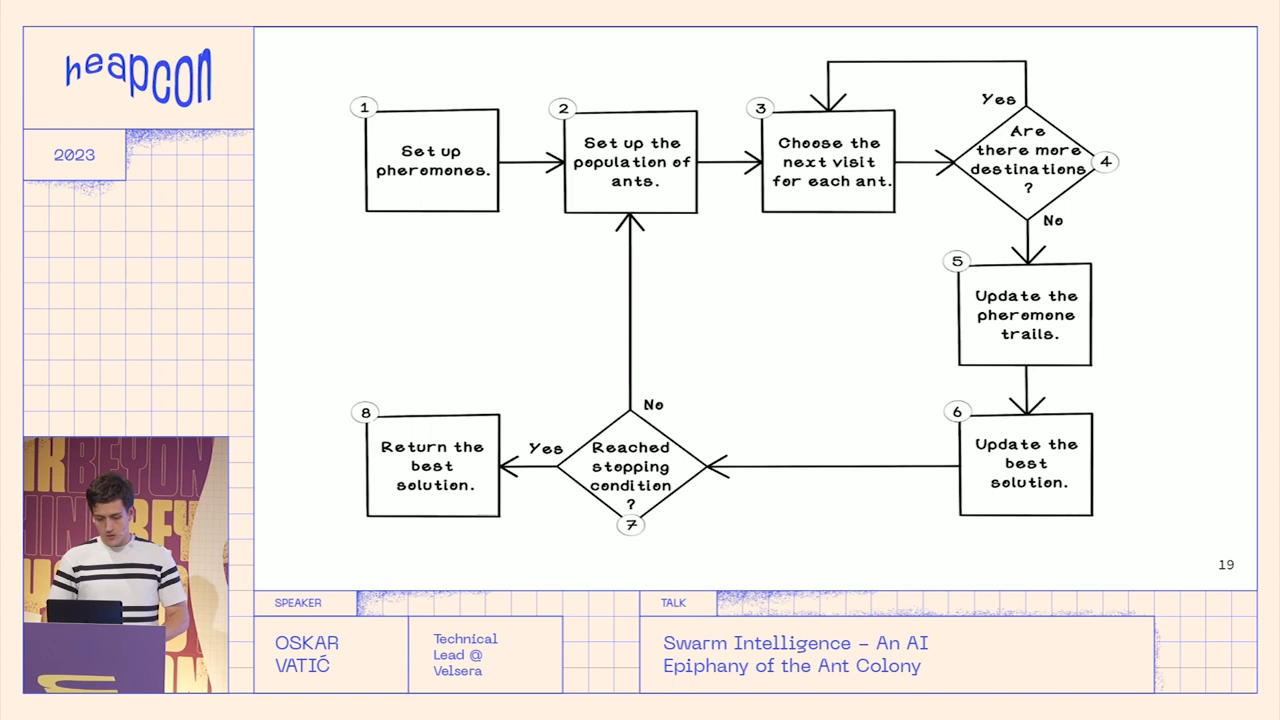 heapcon
2023
1
Set up
pheromones.
2
Set up the
population of
ants.
3
Choose the
next visit
for each ant.
Yes
Are
there more
destinations
?
4
No
5
Update the
pheromone
trails.
6
Update the
best
solution.
No
Reached
stopping
condition
?
7
Yes
8
Return the
best
solution.
19
SPEAKER
OSKAR
VATIĆ
Technical
Lead @
Velsera
TALK
Swarm Intelligence – An AI
Epiphany of the Ant Colony
BEYON